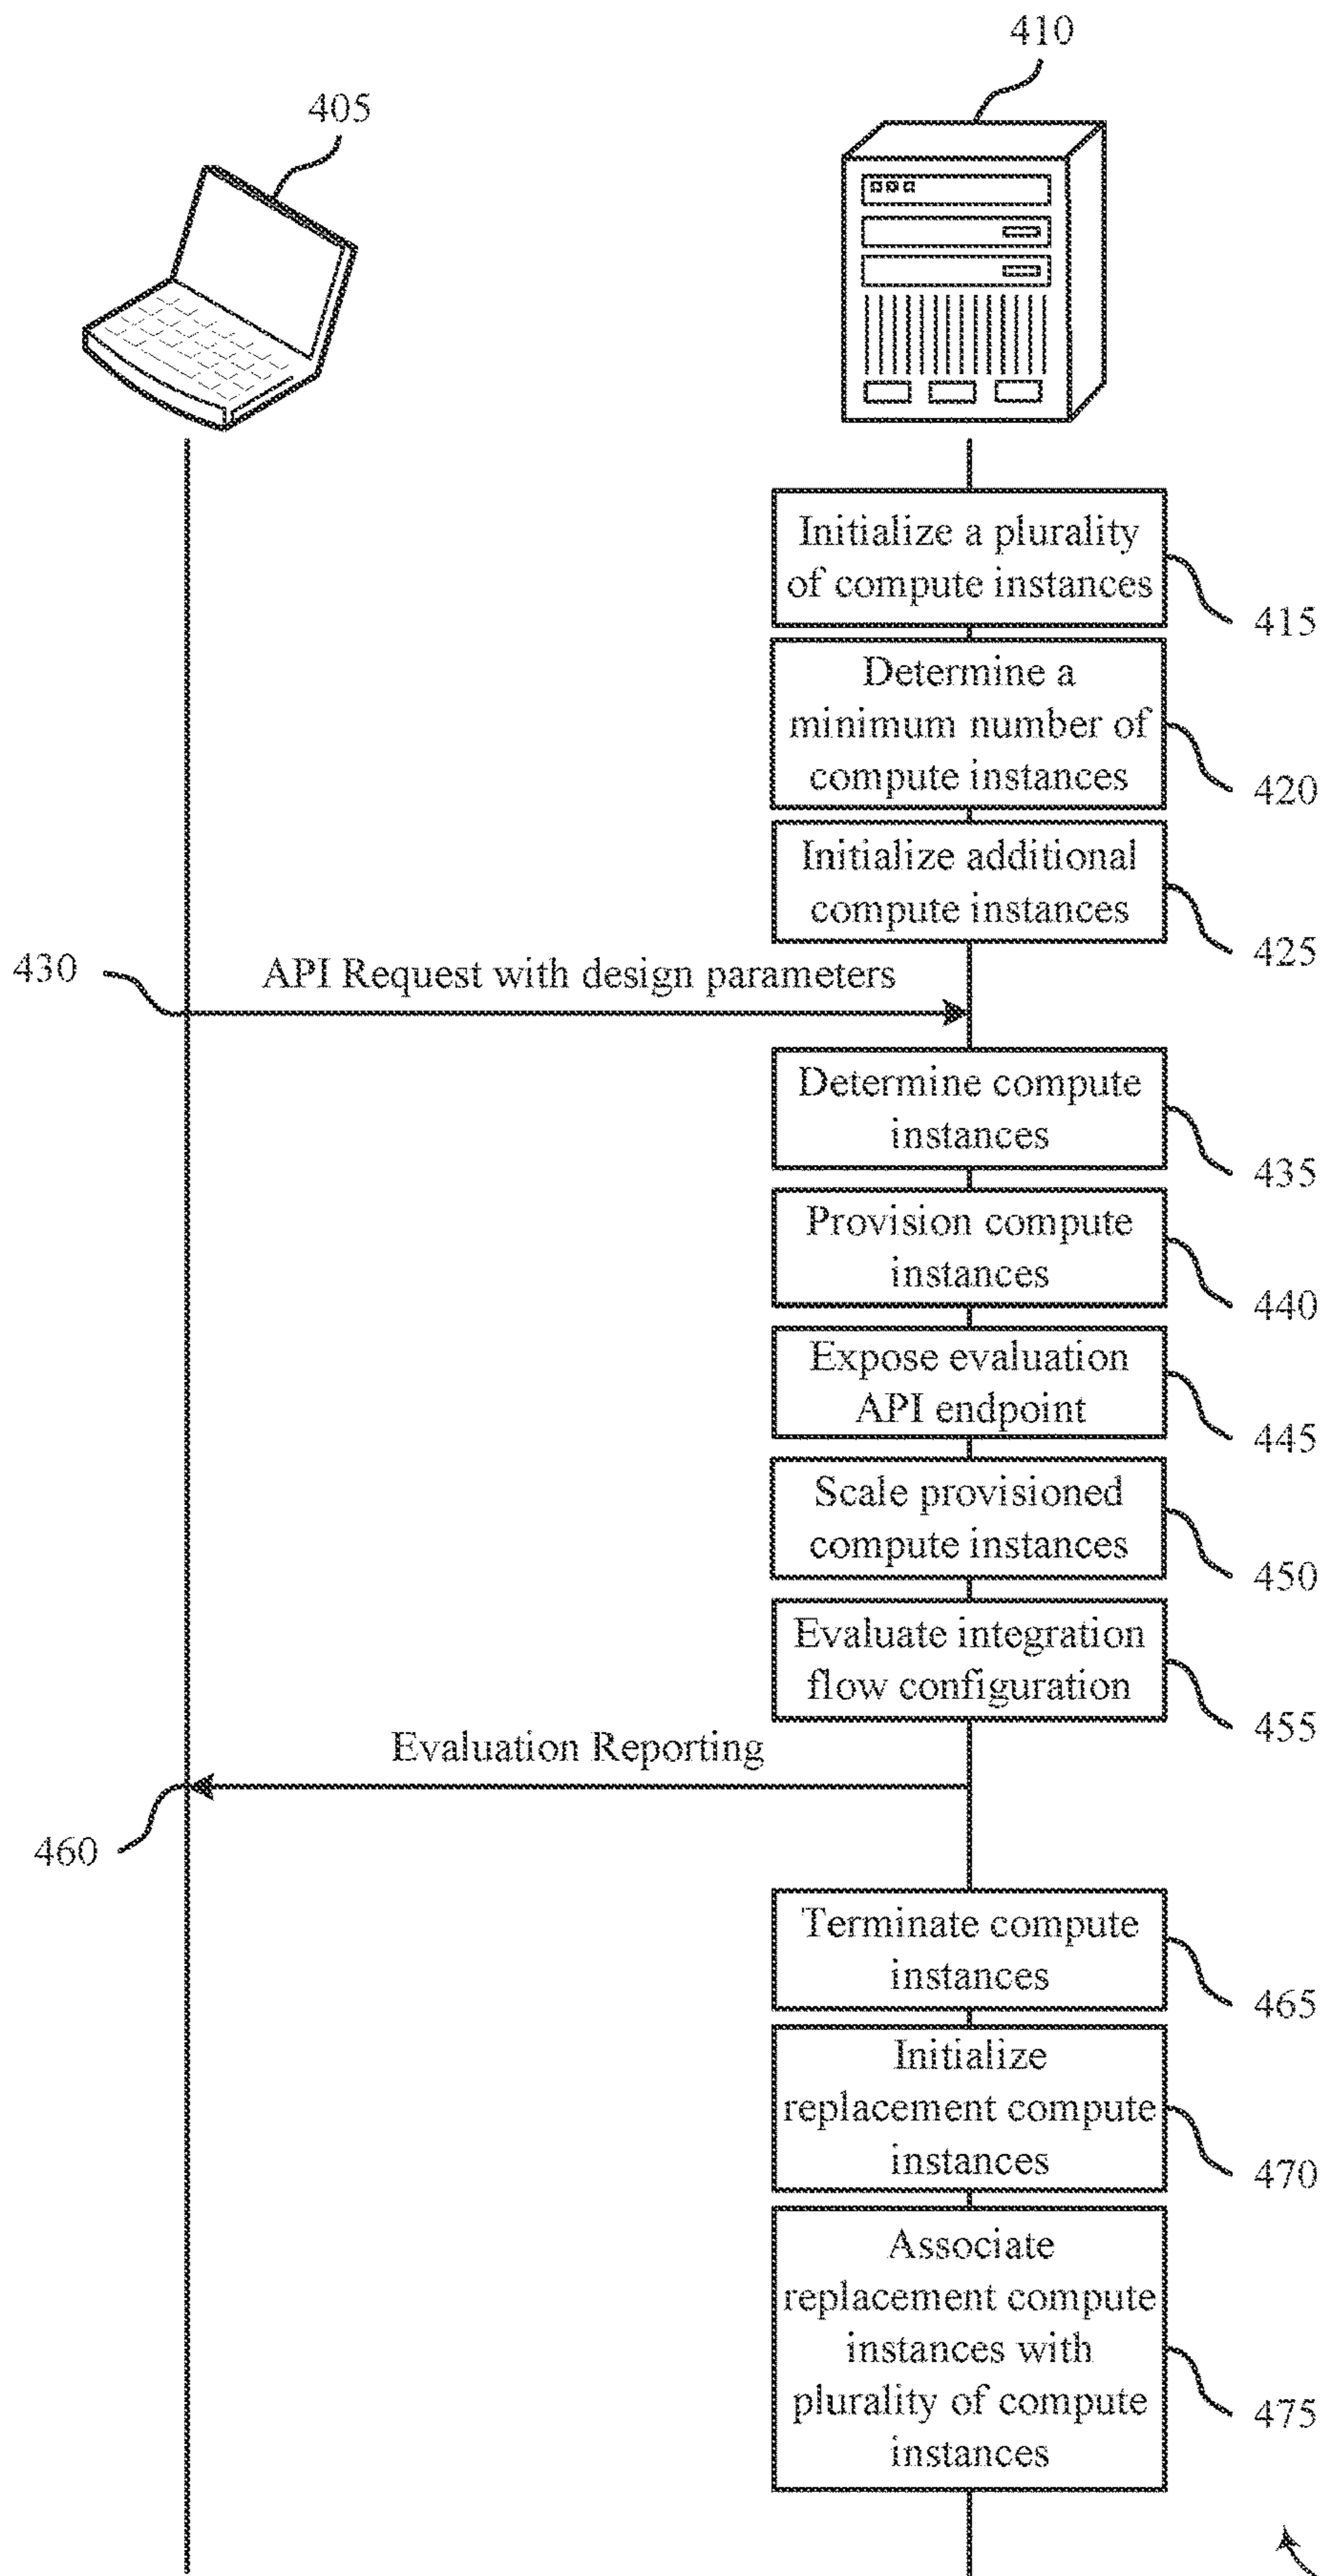 410
405
Initialize a plurality
of compute instances
415
Determine a
minimum number of
compute instances
420
Initialize additional
compute instances
425
430
API Request with design parameters
Determine compute
instances
435
Provision compute
instances
440
Expose evaluation
API endpoint
445
Scale provisioned
compute instances
450
Evaluate integration
flow configuration
455
Evaluation Reporting
460
Terminate compute
instances
465
Initialize
replacement compute
instances
470
Associate
replacement compute
instances with
plurality of compute
instances
475